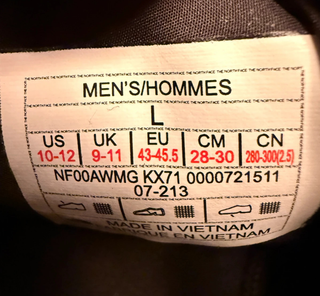 MEN'S/HOMMES
L
US UK EU CM CN
10-12 9-11 43-45.5 28-30 280-300(2.5)
NF00AWMG KX71 0000721511
07-213
MADE IN VIETNAM
QUE EN VIETNAM